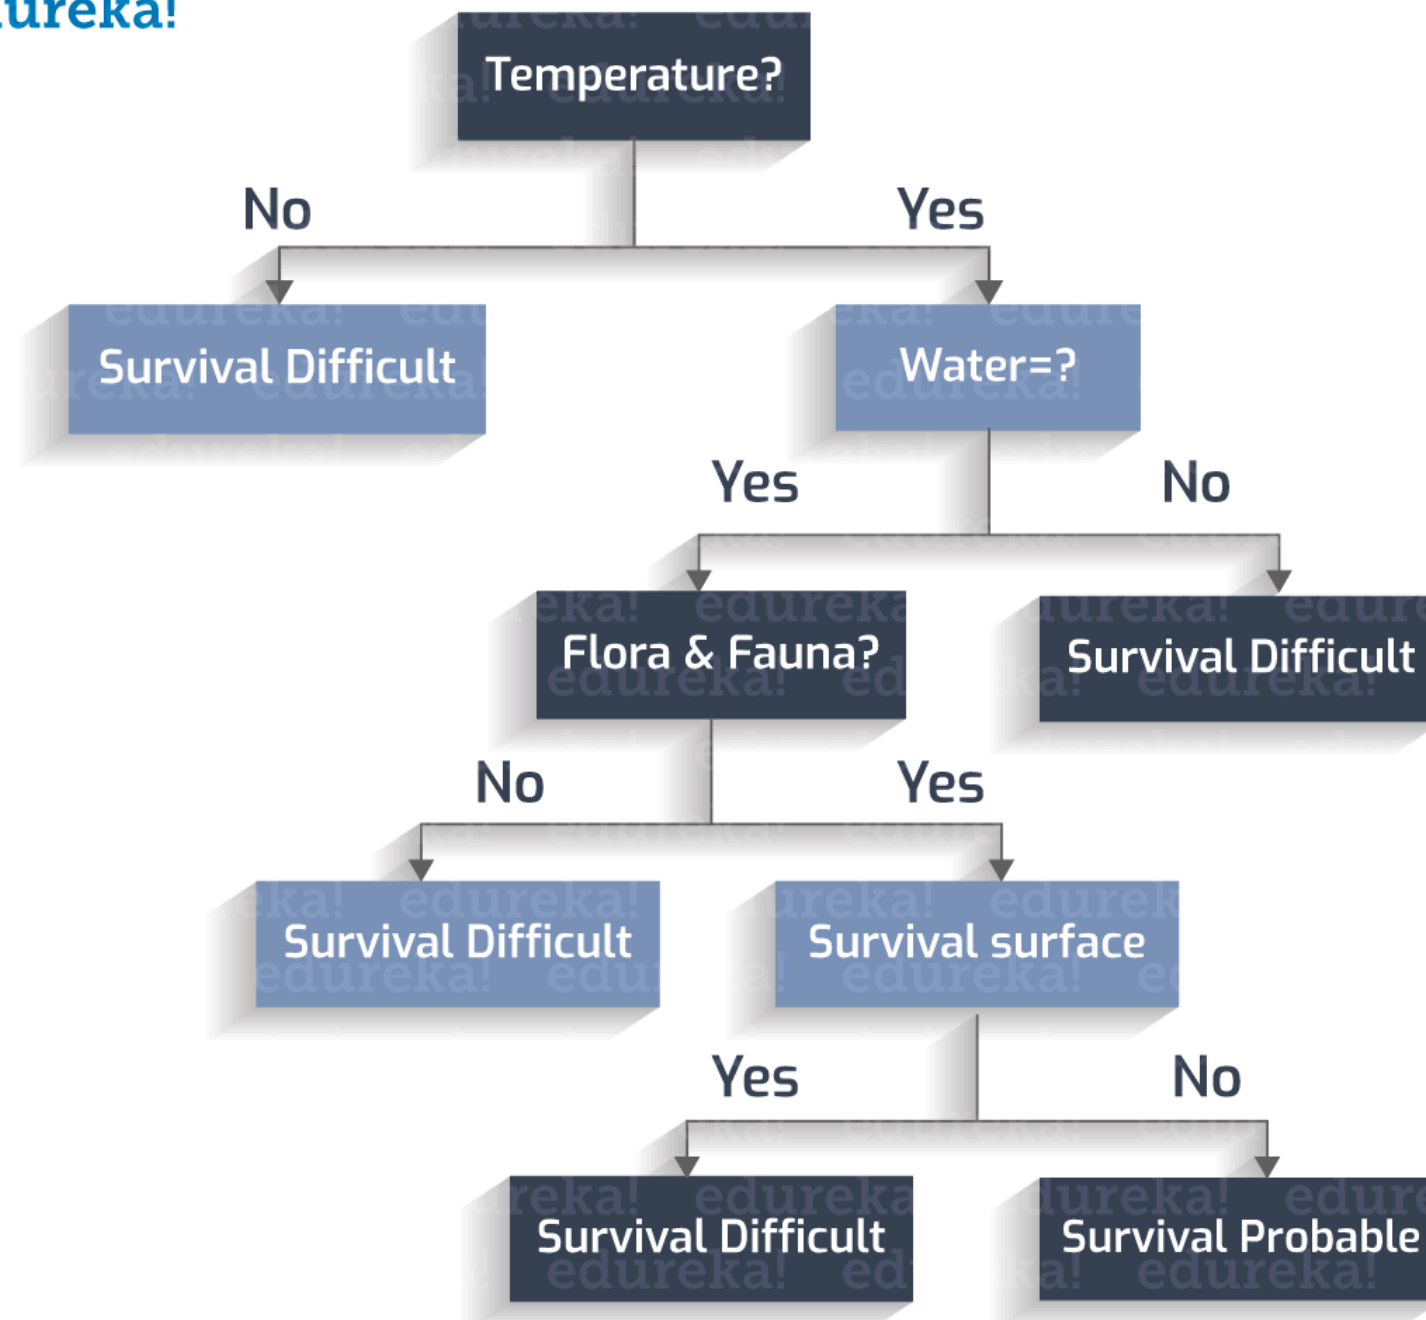 edureka!
Temperature?
No
Yes
Survival Difficult
Water=?
Yes
No
Flora & Fauna?
Survival Difficult
No
Yes
Survival Difficult
Survival surface
Yes
No
Survival Difficult
Survival Probable